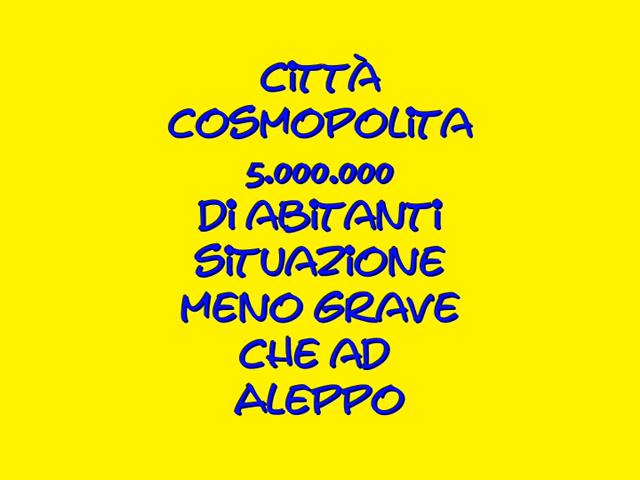 CiTTÀ
COSMOPOLiTA
5.000.000
Di ABiTANTi
SiTUAZiONE
MENO GRAVE
CHE AD
ALEPPO